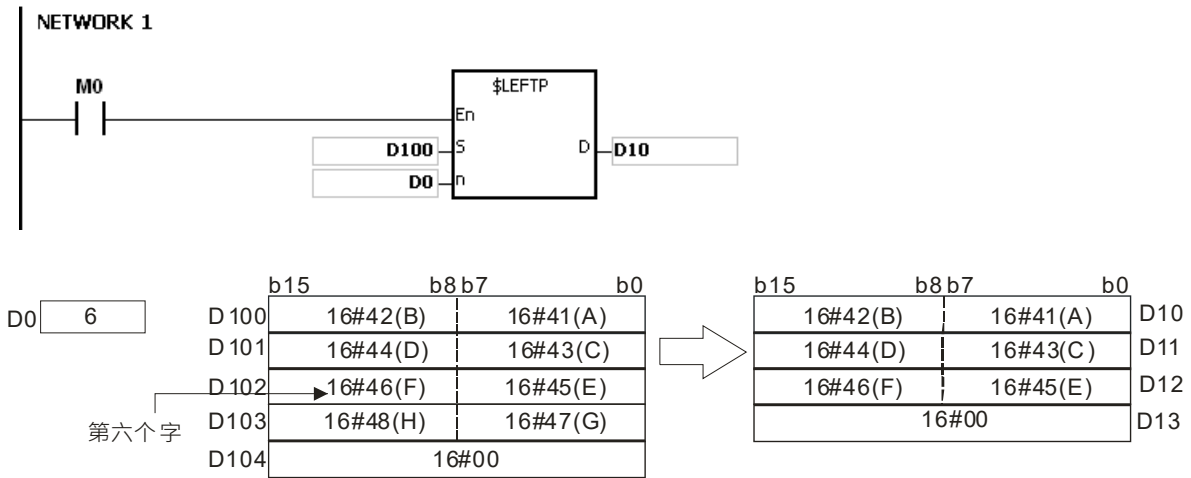 NETWORK 1
M0
$LEFTP
En
D100 S D D10
D0 n
b15 b8 b7 b0 b15 b8 b7 b0
D0 6 D 100 16#42(B) 16#41(A) 16#42(B) 16#41(A) D10
D 101 16#44(D) 16#43(C) 16#44(D) 16#43(C) D11
D102 16#46(F) 16#45(E) 16#46(F) 16#45(E) D12
第六个字 D103 16#48(H) 16#47(G) 16#00 D13
D104 16#00